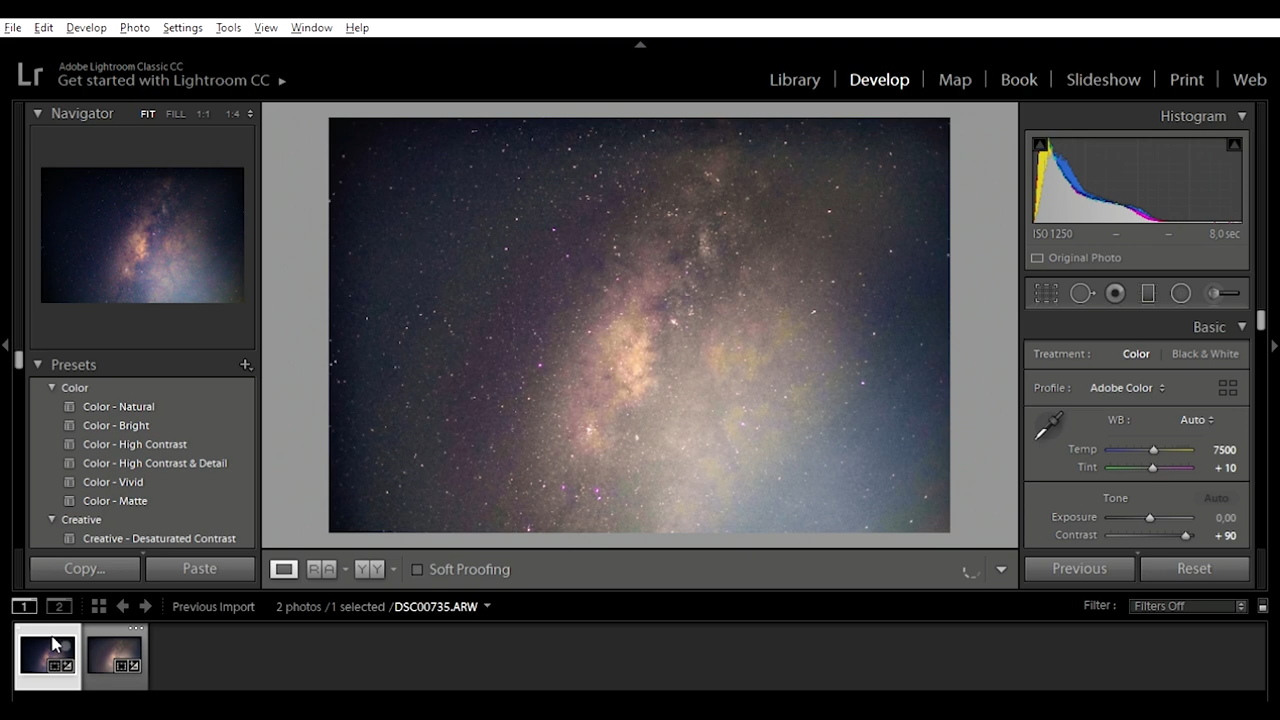 File Edit Develop Photo Settings Tools View Window Help
Lr
Adobe Lightroom Classic CC
Get started with Lightroom CC
Library Develop Map Book Slideshow Print Web
Navigator FIT FILL 1:1 1:4
Presets
Color
Color - Natural
Color - Bright
Color - High Contrast
Color - High Contrast & Detail
Color - Vivid
Color - Matte
Creative
Creative - Desaturated Contrast
Copy... Paste
R A Y Y Soft Proofing
Histogram
ISO 1250 – – 8,0 sec
Original Photo
Basic
Treatment : Color Black & White
Profile : Adobe Color
WB : Auto
Temp 7500
Tint + 10
Tone Auto
Exposure 0,00
Contrast + 90
Previous Reset
1 2 Previous Import 2 photos /1 selected /DSC00735.ARW Filter : Filters Off